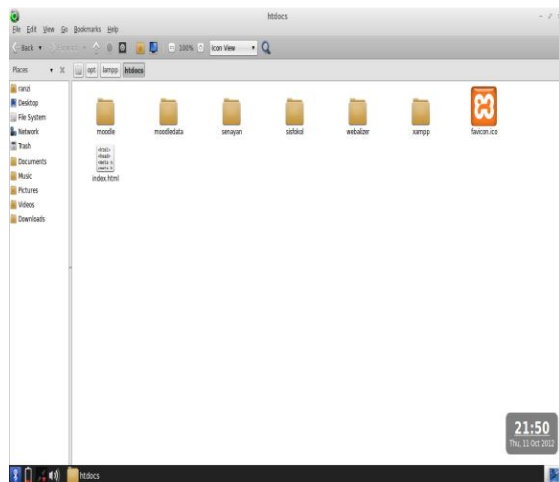 htdocs
File Edit View Go Bookmarks Help
Back 100% Icon View
Places opt lampp htdocs
ranzi
Desktop
File System
Network
Trash
Documents
Music
Pictures
Videos
Downloads
moodle moodledata senayan sisfokol webalizer xampp favicon.ico
<html>
<head>
index.html
21:50
Thu, 11 Oct 2012
htdocs